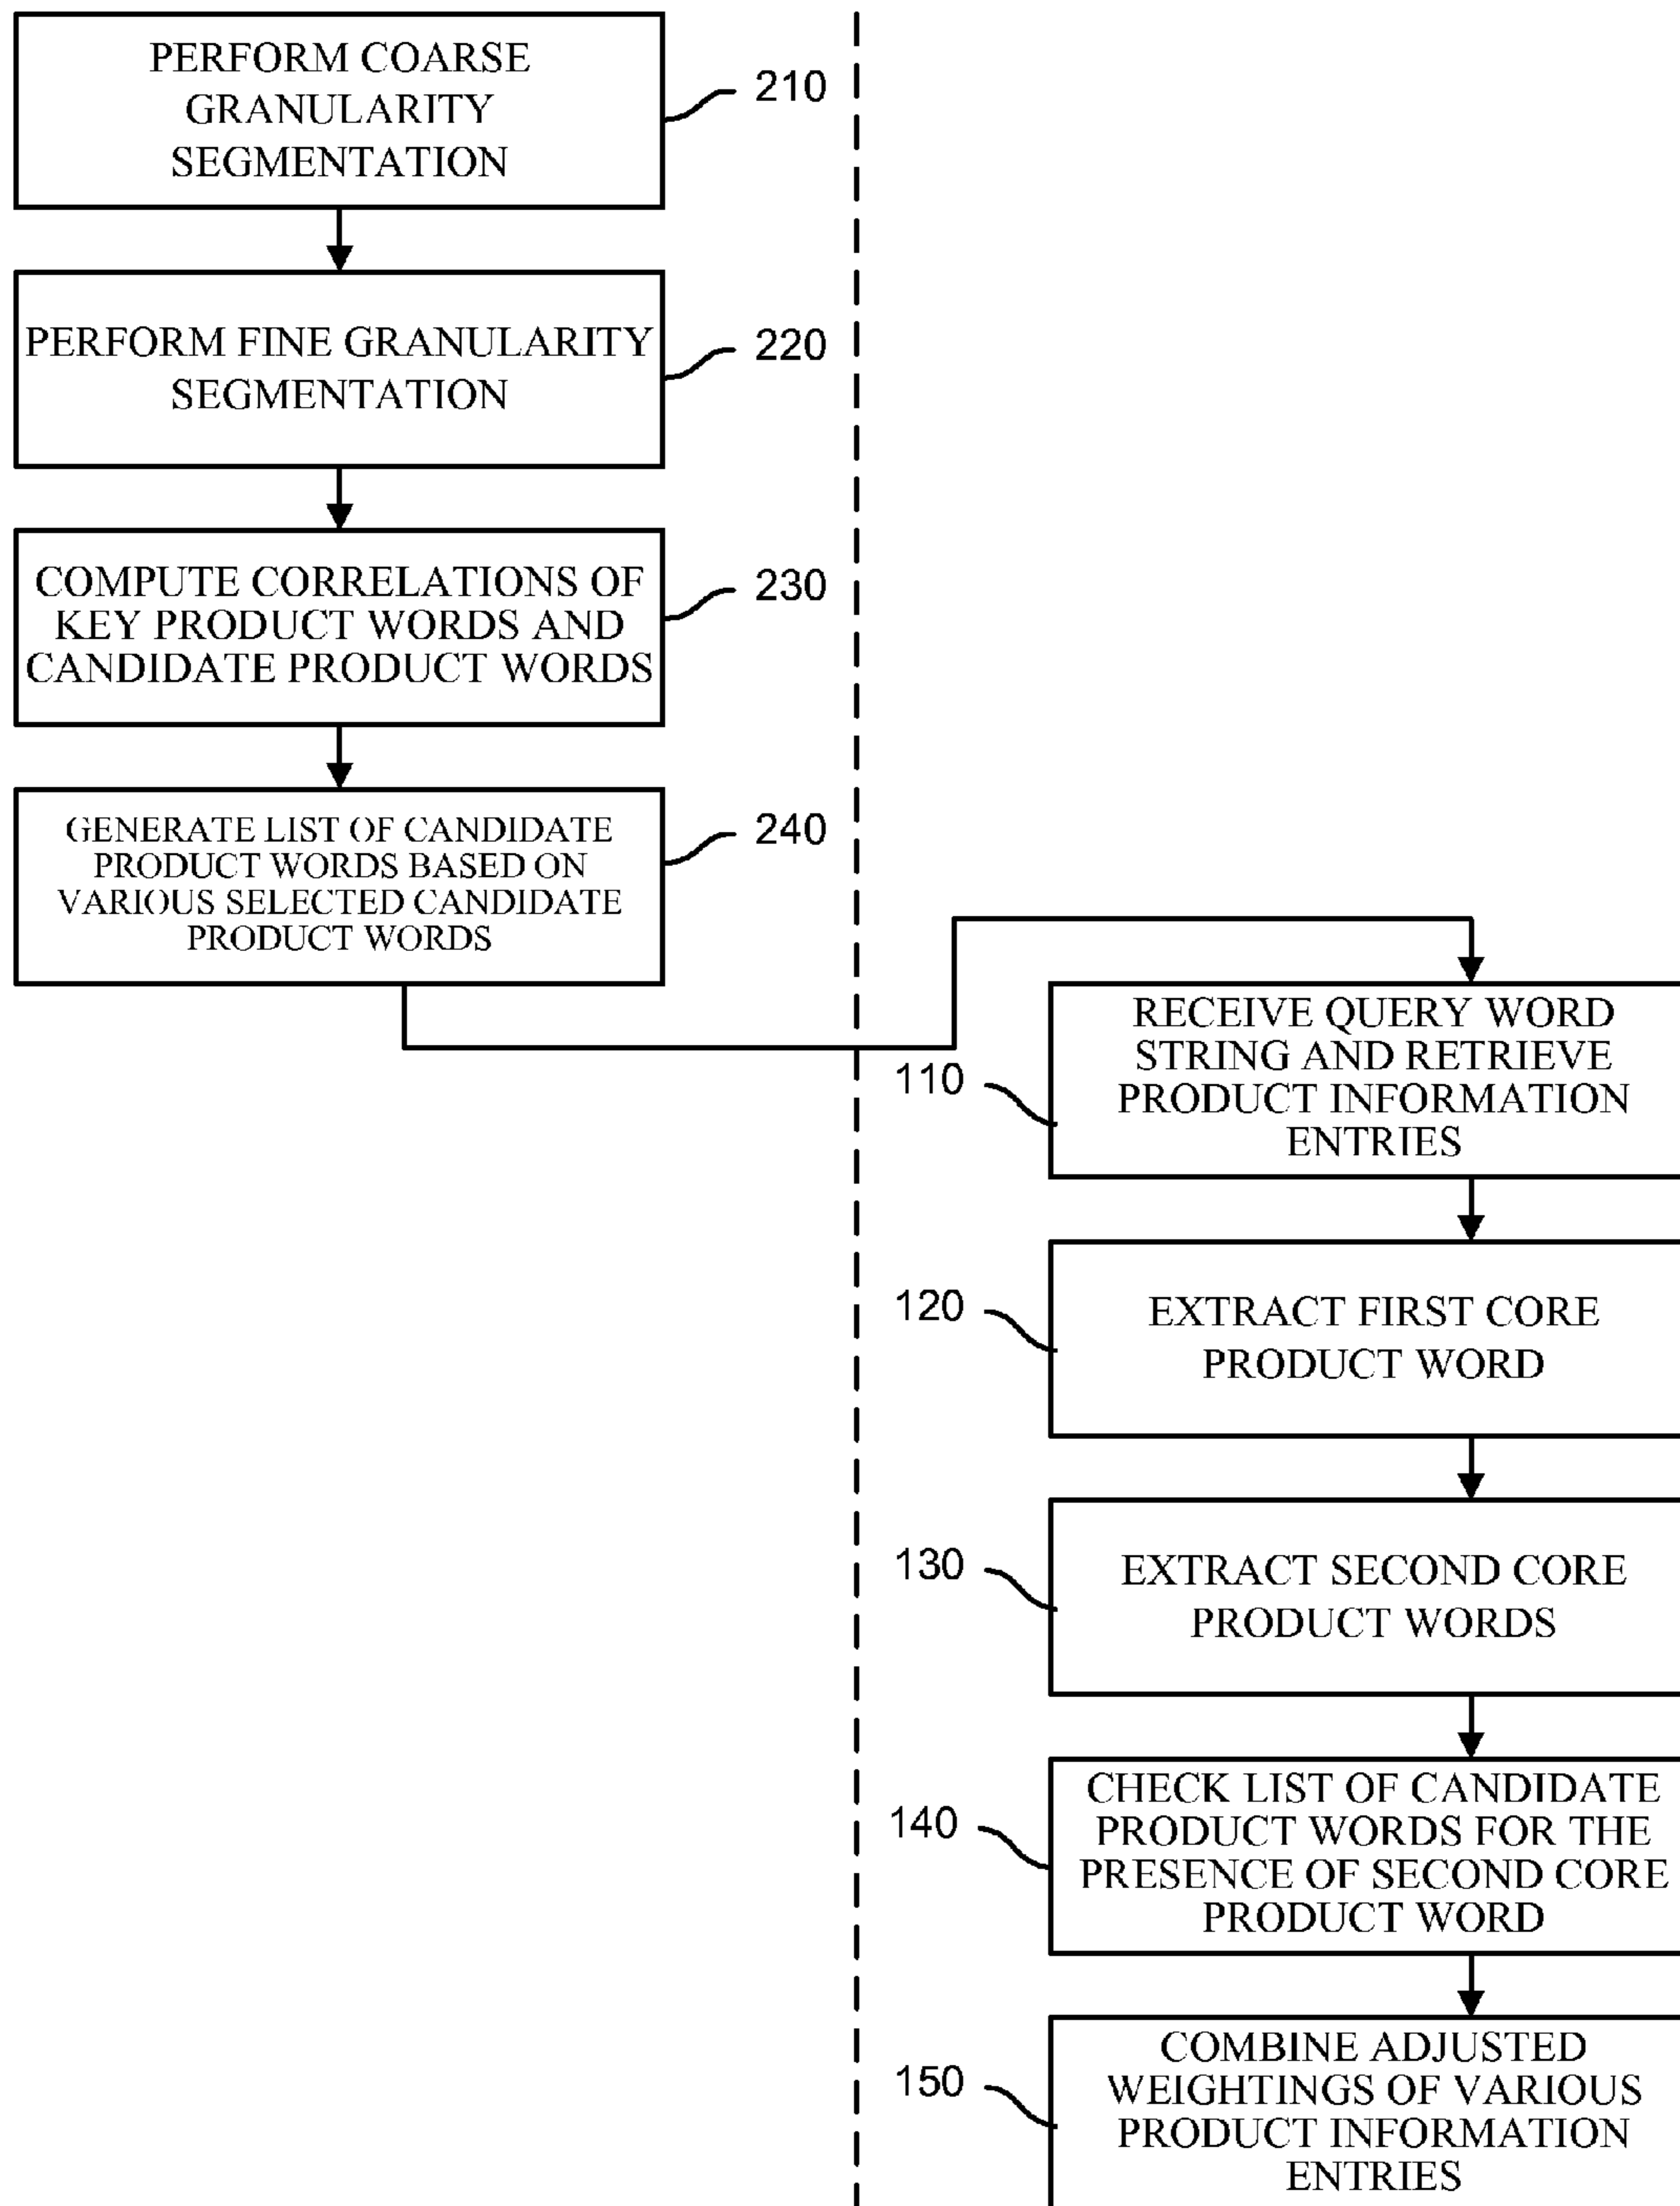 PERFORM COARSE
GRANULARITY
SEGMENTATION
210
PERFORM FINE GRANULARITY
SEGMENTATION
220
COMPUTE CORRELATIONS OF
KEY PRODUCT WORDS AND
CANDIDATE PRODUCT WORDS
230
GENERATE LIST OF CANDIDATE
PRODUCT WORDS BASED ON
VARIOUS SELECTED CANDIDATE
PRODUCT WORDS
240
RECEIVE QUERY WORD
STRING AND RETRIEVE
PRODUCT INFORMATION
ENTRIES
110
EXTRACT FIRST CORE
PRODUCT WORD
120
EXTRACT SECOND CORE
PRODUCT WORDS
130
CHECK LIST OF CANDIDATE
PRODUCT WORDS FOR THE
PRESENCE OF SECOND CORE
PRODUCT WORD
140
COMBINE ADJUSTED
WEIGHTINGS OF VARIOUS
PRODUCT INFORMATION
ENTRIES
150